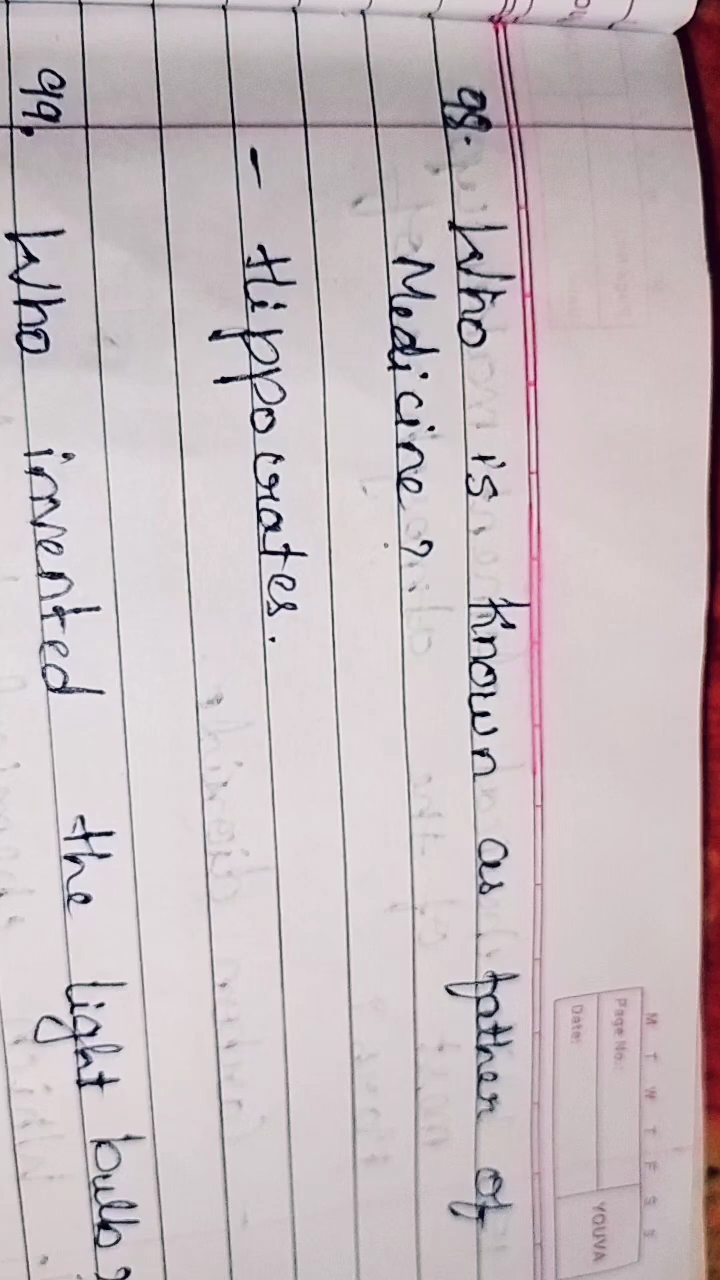 M T W T F S S
Page No.:
Date:
YOUVA
98. Who is known as father of
Medicine?
- Hippocrates.
99. Who invented the light bulb?